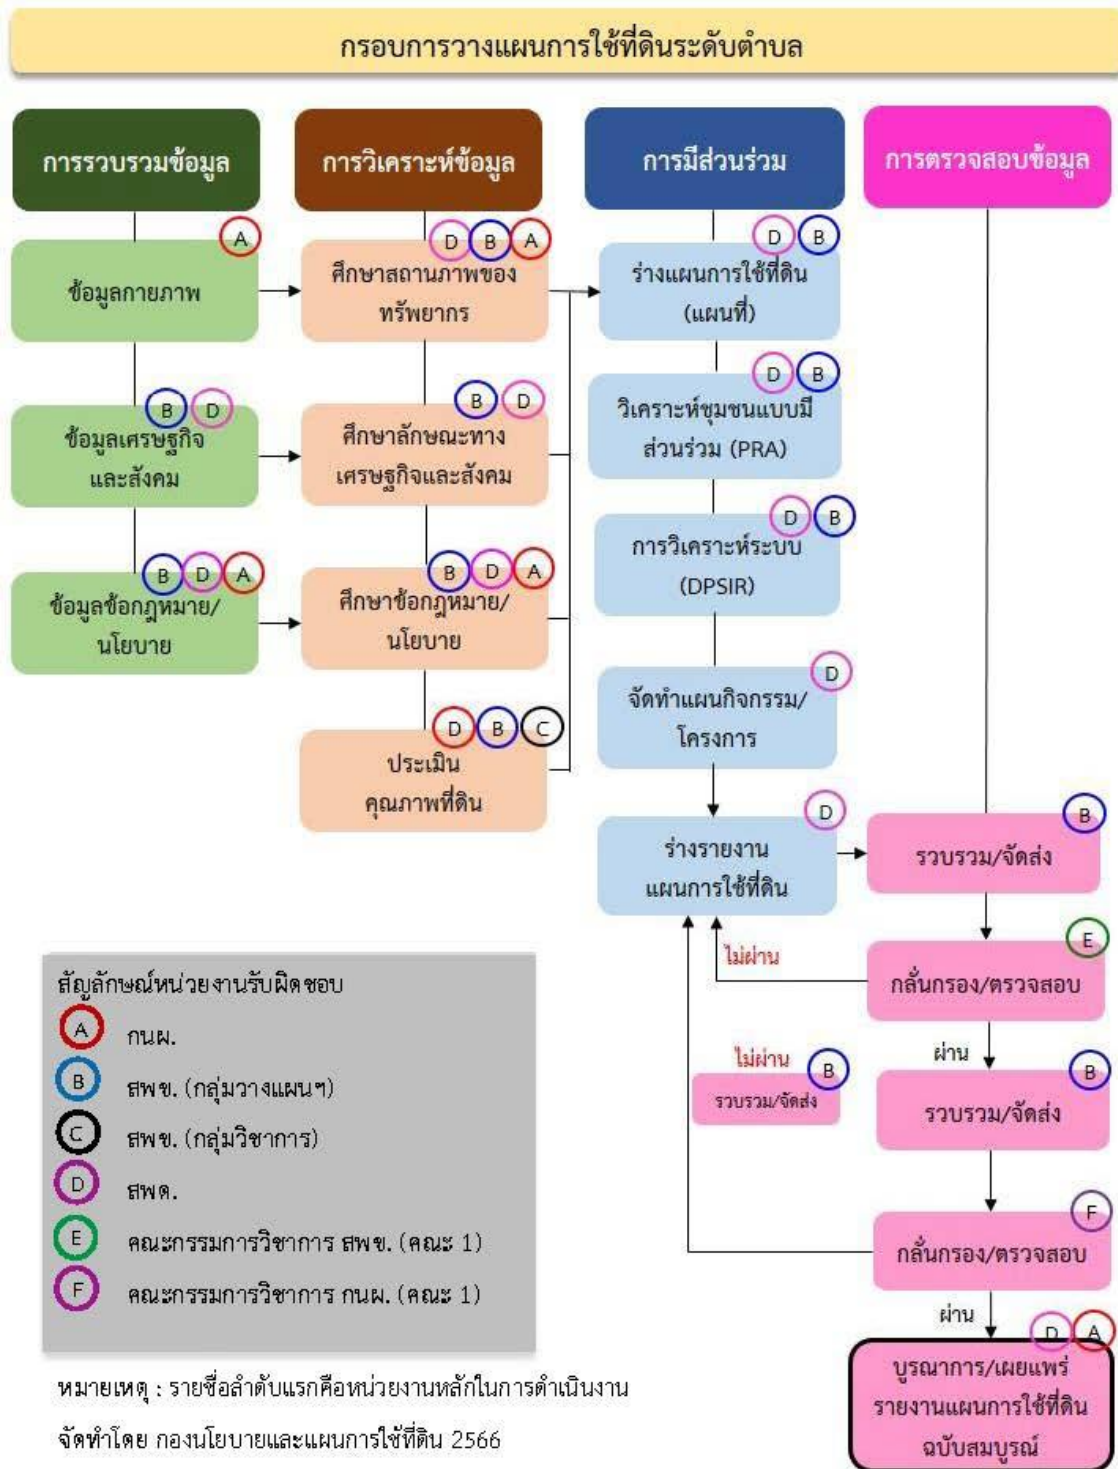 กรอบการวางแผนการใช้ที่ดินระดับตำบล
การรวบรวมข้อมูล
A
ข้อมูลกายภาพ
B D
ข้อมูลเศรษฐกิจ
และสังคม
B D A
ข้อมูลข้อกฎหมาย/
นโยบาย
การวิเคราะห์ข้อมูล
D B A
ศึกษาสถานภาพของ
ทรัพยากร
B D
ศึกษาลักษณะทาง
เศรษฐกิจและสังคม
B D A
ศึกษาข้อกฎหมาย/
นโยบาย
D B C
ประเมิน
คุณภาพที่ดิน
การมีส่วนร่วม
D B
ร่างแผนการใช้ที่ดิน
(แผนที่)
D B
วิเคราะห์ชุมชนแบบมี
ส่วนร่วม (PRA)
D B
การวิเคราะห์ระบบ
(DPSIR)
D
จัดทำแผนกิจกรรม/
โครงการ
D
ร่างรายงาน
แผนการใช้ที่ดิน
การตรวจสอบข้อมูล
B
รวบรวม/จัดส่ง
E
กลั่นกรอง/ตรวจสอบ
ไม่ผ่าน
ผ่าน
B
รวบรวม/จัดส่ง
ไม่ผ่าน
B
รวบรวม/จัดส่ง
F
กลั่นกรอง/ตรวจสอบ
ผ่าน
D A
บูรณาการ/เผยแพร่
รายงานแผนการใช้ที่ดิน
ฉบับสมบูรณ์
สัญลักษณ์หน่วยงานรับผิดชอบ
A กนผ.
B สพข. (กลุ่มวางแผนฯ)
C สพข. (กลุ่มวิชาการ)
D สพด.
E คณะกรรมการวิชาการ สพข. (คณะ 1)
F คณะกรรมการวิชาการ กนผ. (คณะ 1)
หมายเหตุ : รายชื่อลำดับแรกคือหน่วยงานหลักในการดำเนินงาน
จัดทำโดย กองนโยบายและแผนการใช้ที่ดิน 2566